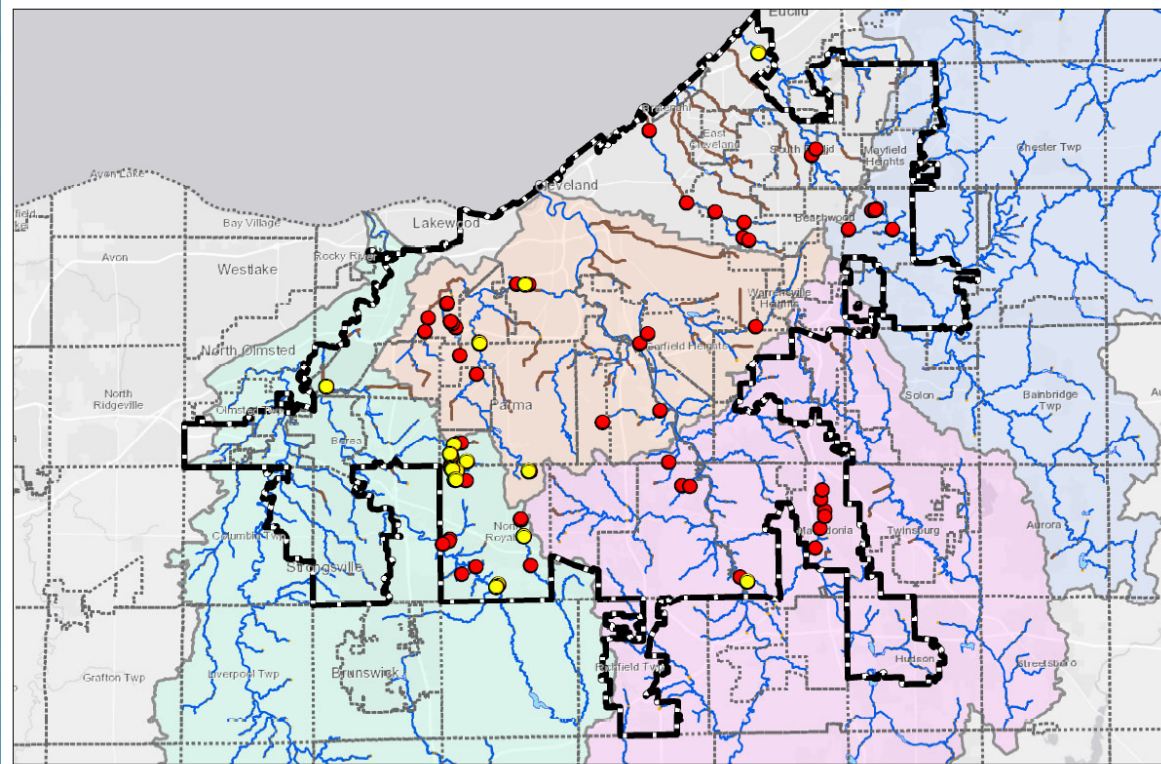 Euclid
Bratenahl
East
Cleveland
South Euclid
Mayfield
Heights
Chester Twp
Avon Lake
Cleveland
Bay Village
Lakewood
Beachwood
Avon
Rocky River
Westlake
Warrensville
Heights
North Olmsted
Garfield Heights
North
Ridgeville
Solon
Bainbridge
Twp
Parma
Olmsted
Berea
North
Royalton
Macedonia
Twinsburg
Aurora
Columbia Twp
Strongsville
Richfield Twp
Hudson
Streetsboro
Grafton Twp
Liverpool Twp
Brunswick